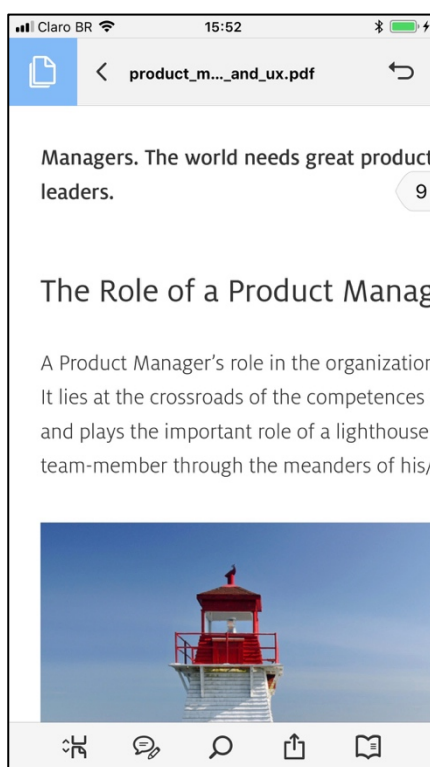 Claro BR
15:52
product_m..._and_ux.pdf
Managers. The world needs great product
leaders.
9
The Role of a Product Manag
A Product Manager's role in the organization
It lies at the crossroads of the competences
and plays the important role of a lighthouse
team-member through the meanders of his/